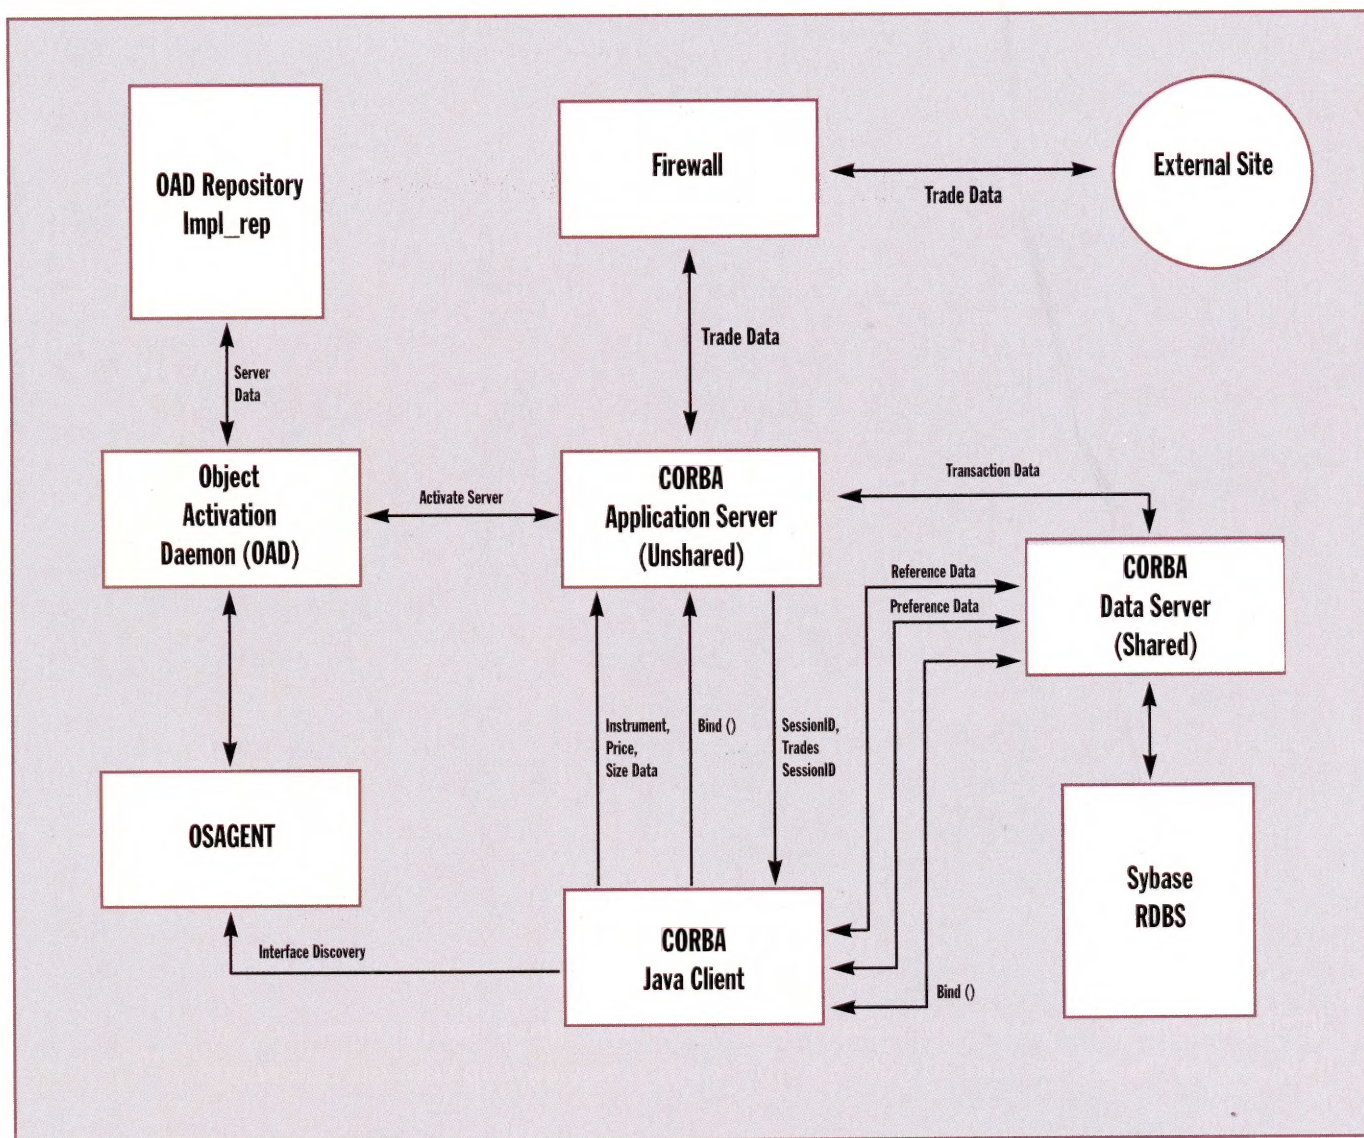 OAD Repository
Impl_rep
Firewall
External Site
Trade Data
Trade Data
Server
Data
Object
Activation
Daemon (OAD)
Activate Server
CORBA
Application Server
(Unshared)
Transaction Data
Reference Data
Preference Data
CORBA
Data Server
(Shared)
Instrument,
Price,
Size Data
Bind ()
SessionID,
Trades
SessionID
OSAGENT
Sybase
RDBS
Interface Discovery
CORBA
Java Client
Bind ()